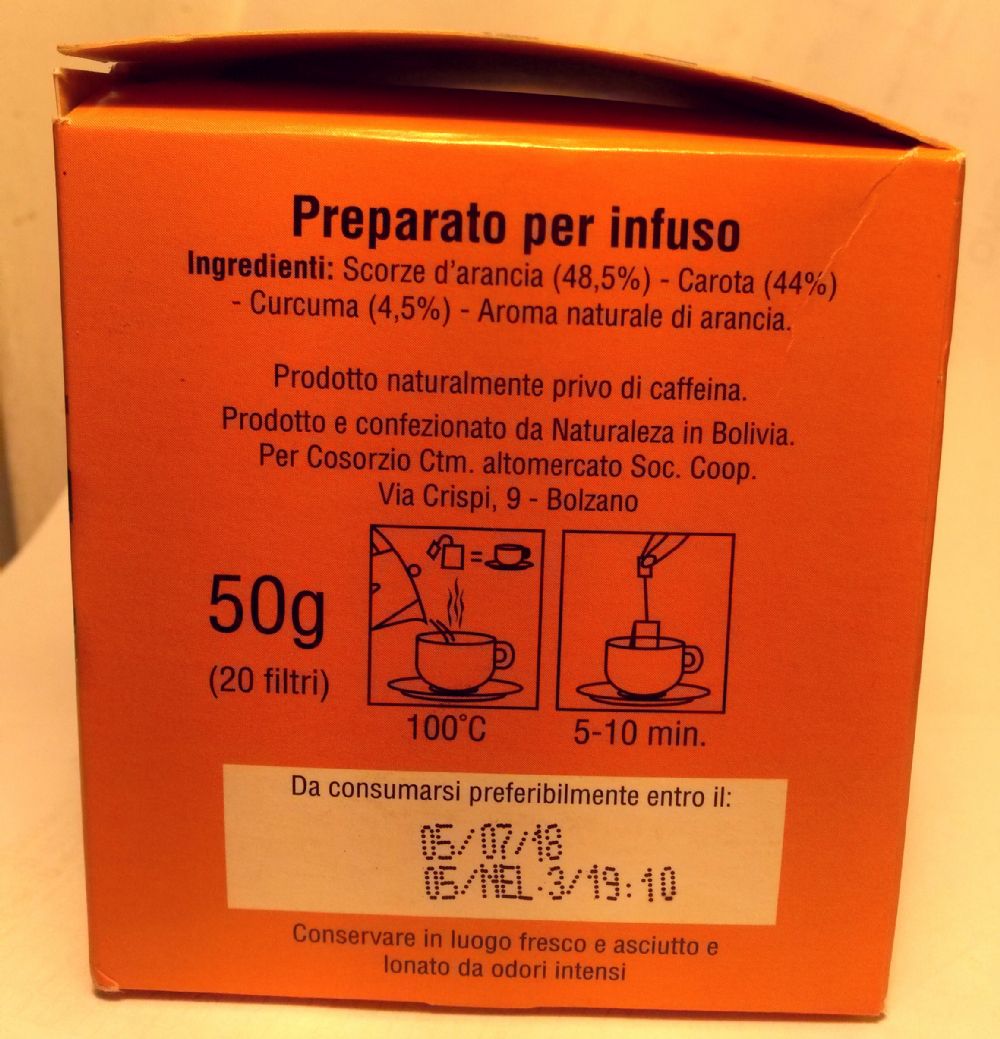 Preparato per infuso
Ingredienti: Scorze d'arancia (48,5%) - Carota (44%)
- Curcuma (4,5%) - Aroma naturale di arancia.
Prodotto naturalmente privo di caffeina.
Prodotto e confezionato da Naturaleza in Bolivia.
Per Cosorzio Ctm. altomercato Soc. Coop.
Via Crispi, 9 - Bolzano
50g
(20 filtri)
=
100°C
5-10 min.
Da consumarsi preferibilmente entro il:
05/07/18
05/MEL.3/19:10
Conservare in luogo fresco e asciutto e
lonato da odori intensi